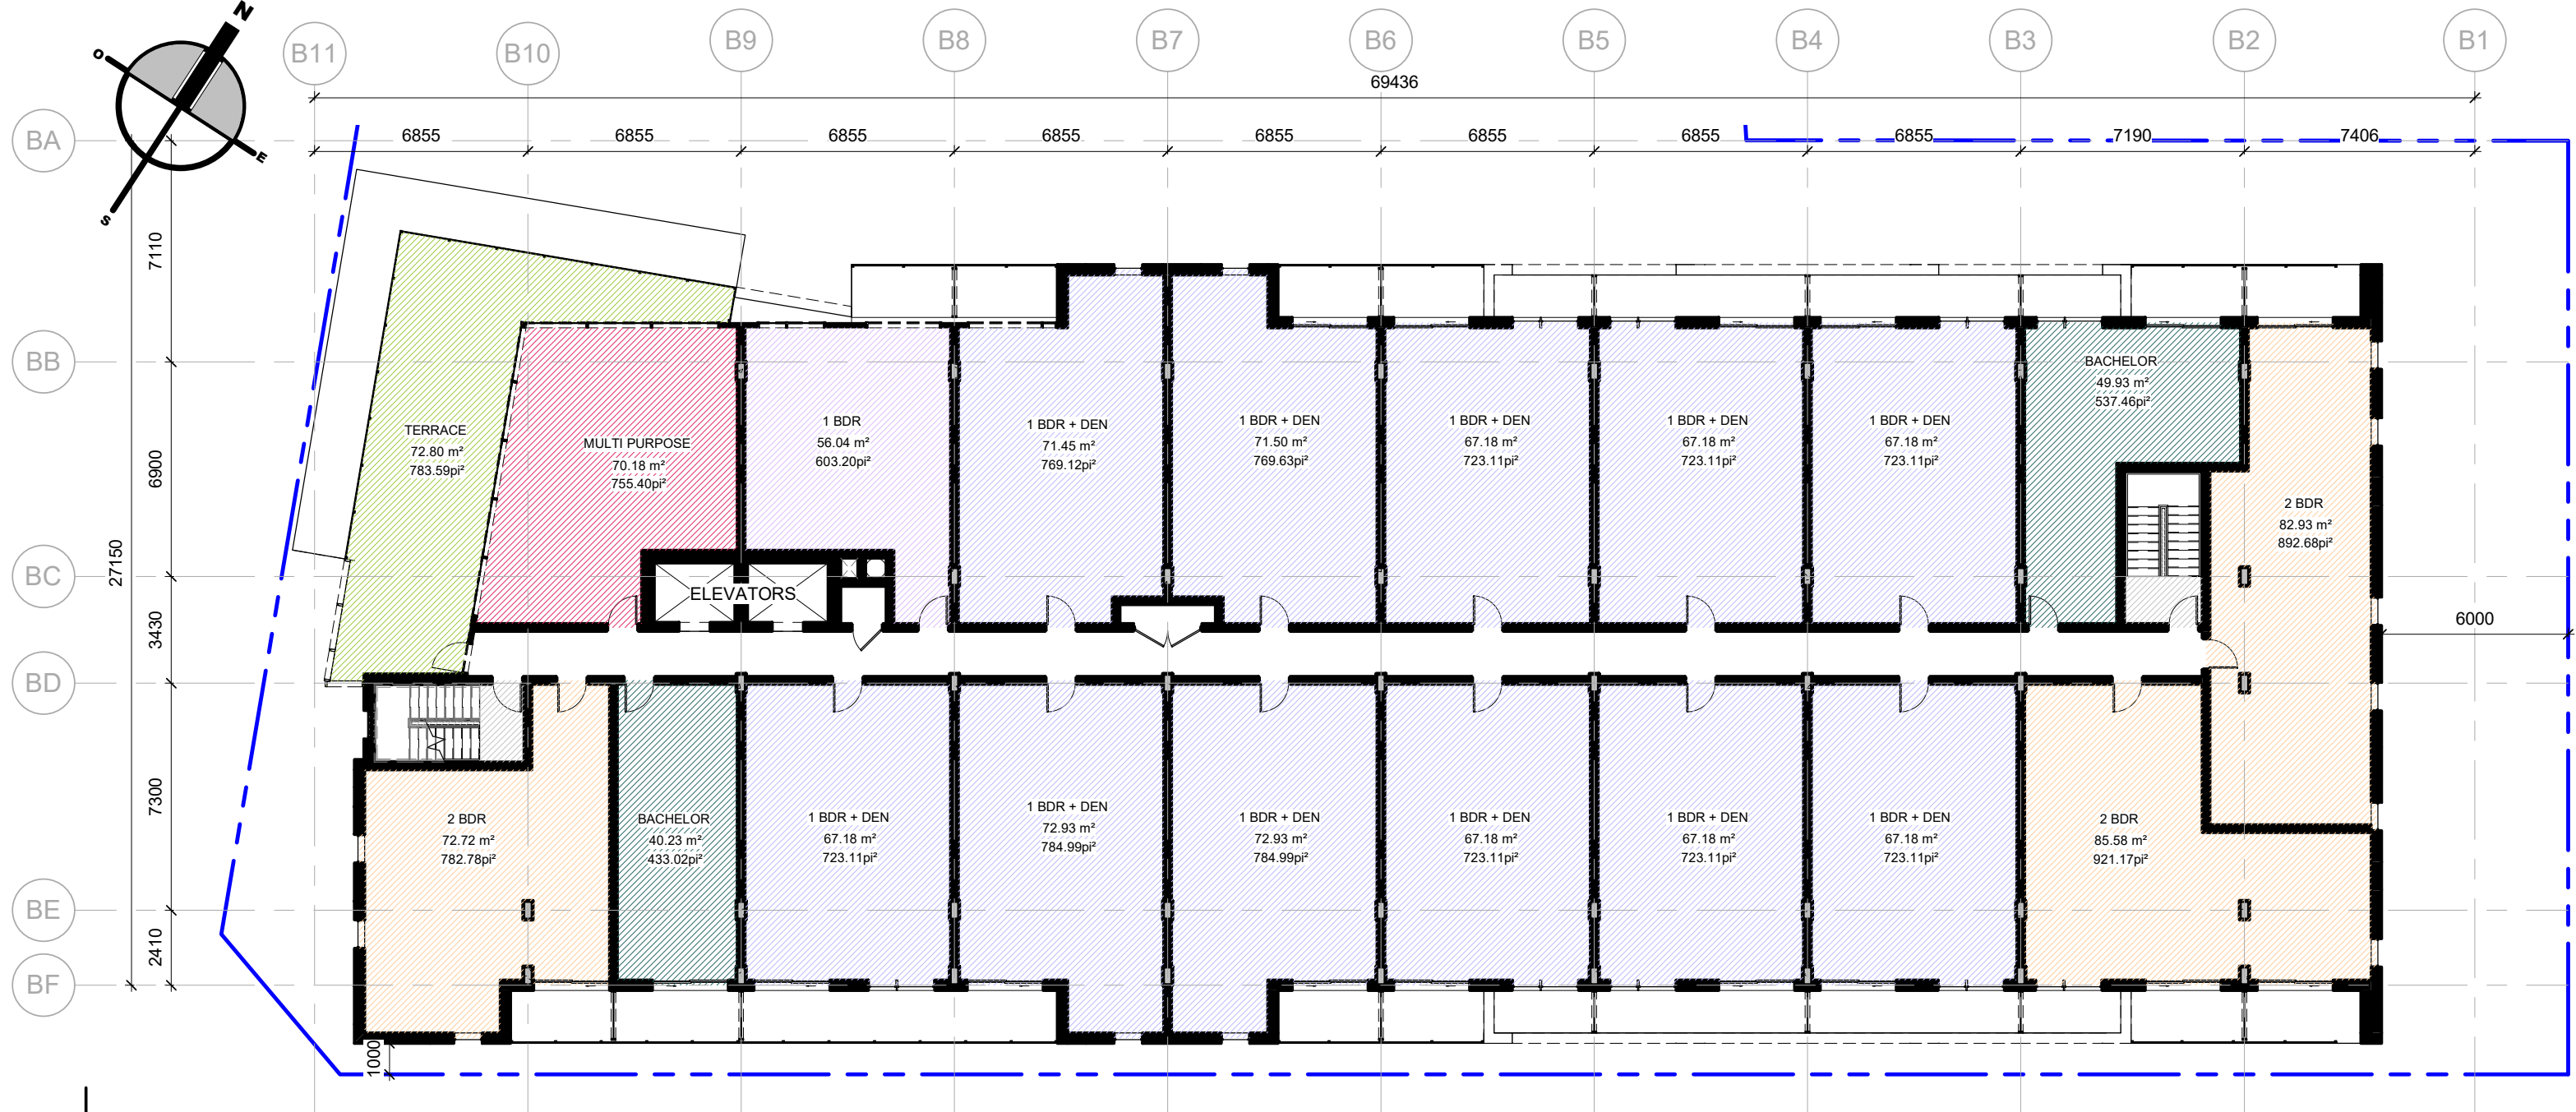 N
O
E
S
B11
B10
B9
B8
B7
B6
B5
B4
B3
B2
B1
69436
6855
6855
6855
6855
6855
6855
6855
6855
7190
7406
BA
BB
BC
BD
BE
BF
27150
7110
6900
3430
7300
2410
1000
6000
TERRACE
72.80 m²
783.59pi²
MULTI PURPOSE
70.18 m²
755.40pi²
1 BDR
56.04 m²
603.20pi²
1 BDR + DEN
71.45 m²
769.12pi²
1 BDR + DEN
71.50 m²
769.63pi²
1 BDR + DEN
67.18 m²
723.11pi²
1 BDR + DEN
67.18 m²
723.11pi²
1 BDR + DEN
67.18 m²
723.11pi²
BACHELOR
49.93 m²
537.46pi²
2 BDR
82.93 m²
892.68pi²
ELEVATORS
2 BDR
72.72 m²
782.78pi²
BACHELOR
40.23 m²
433.02pi²
1 BDR + DEN
67.18 m²
723.11pi²
1 BDR + DEN
72.93 m²
784.99pi²
1 BDR + DEN
72.93 m²
784.99pi²
1 BDR + DEN
67.18 m²
723.11pi²
1 BDR + DEN
67.18 m²
723.11pi²
1 BDR + DEN
67.18 m²
723.11pi²
2 BDR
85.58 m²
921.17pi²